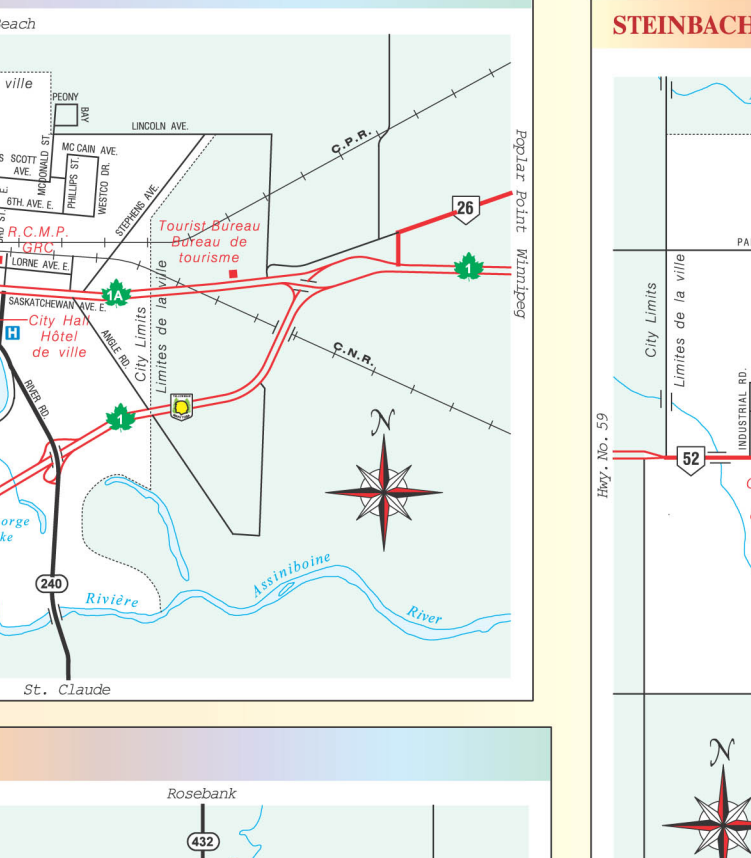 STEINBACH
ville
PEONY
BAY
LINCOLN AVE.
MC CAIN AVE.
MCDONALD ST.
SCOTT
AVE.
PHILLIPS ST.
WESTCO DR.
6TH. AVE. E.
STEPHENS AVE.
C.P.R.
Poplar Point
Winnipeg
26
R.C.M.P.
GRC
Tourist Bureau
Bureau de
tourisme
LORNE AVE. E.
1A
1
SASKATCHEWAN AVE. E.
City Hall
Hôtel
de ville
H
ANGLE RD.
City Limits
Limites de la ville
C.N.R.
RIVER RD.
1
N
240
Rivière
Assiniboine
River
St. Claude
Rosebank
432
City Limits
Limites de la ville
INDUSTRIAL RD.
Hwy. No. 59
52
N